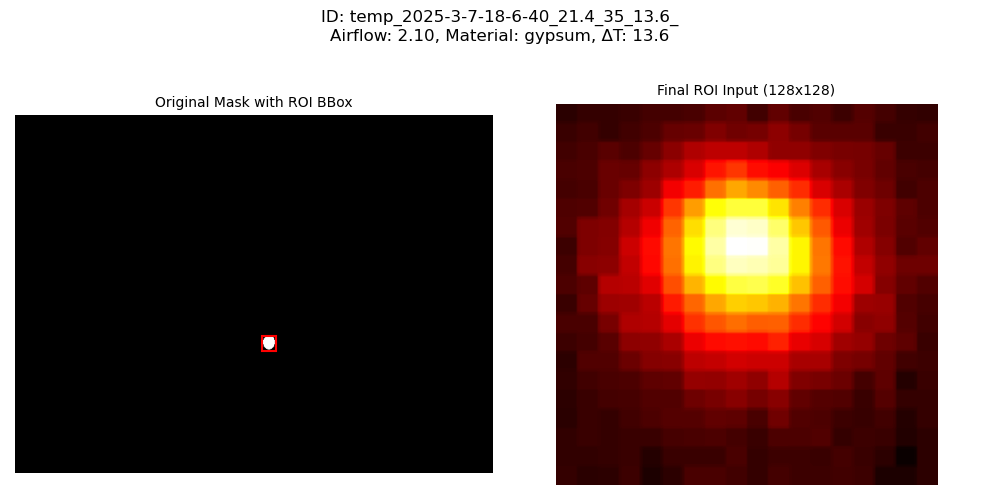 ID: temp_2025-3-7-18-6-40_21.4_35_13.6_
Airflow: 2.10, Material: gypsum, ΔT: 13.6
Original Mask with ROI BBox
Final ROI Input (128x128)